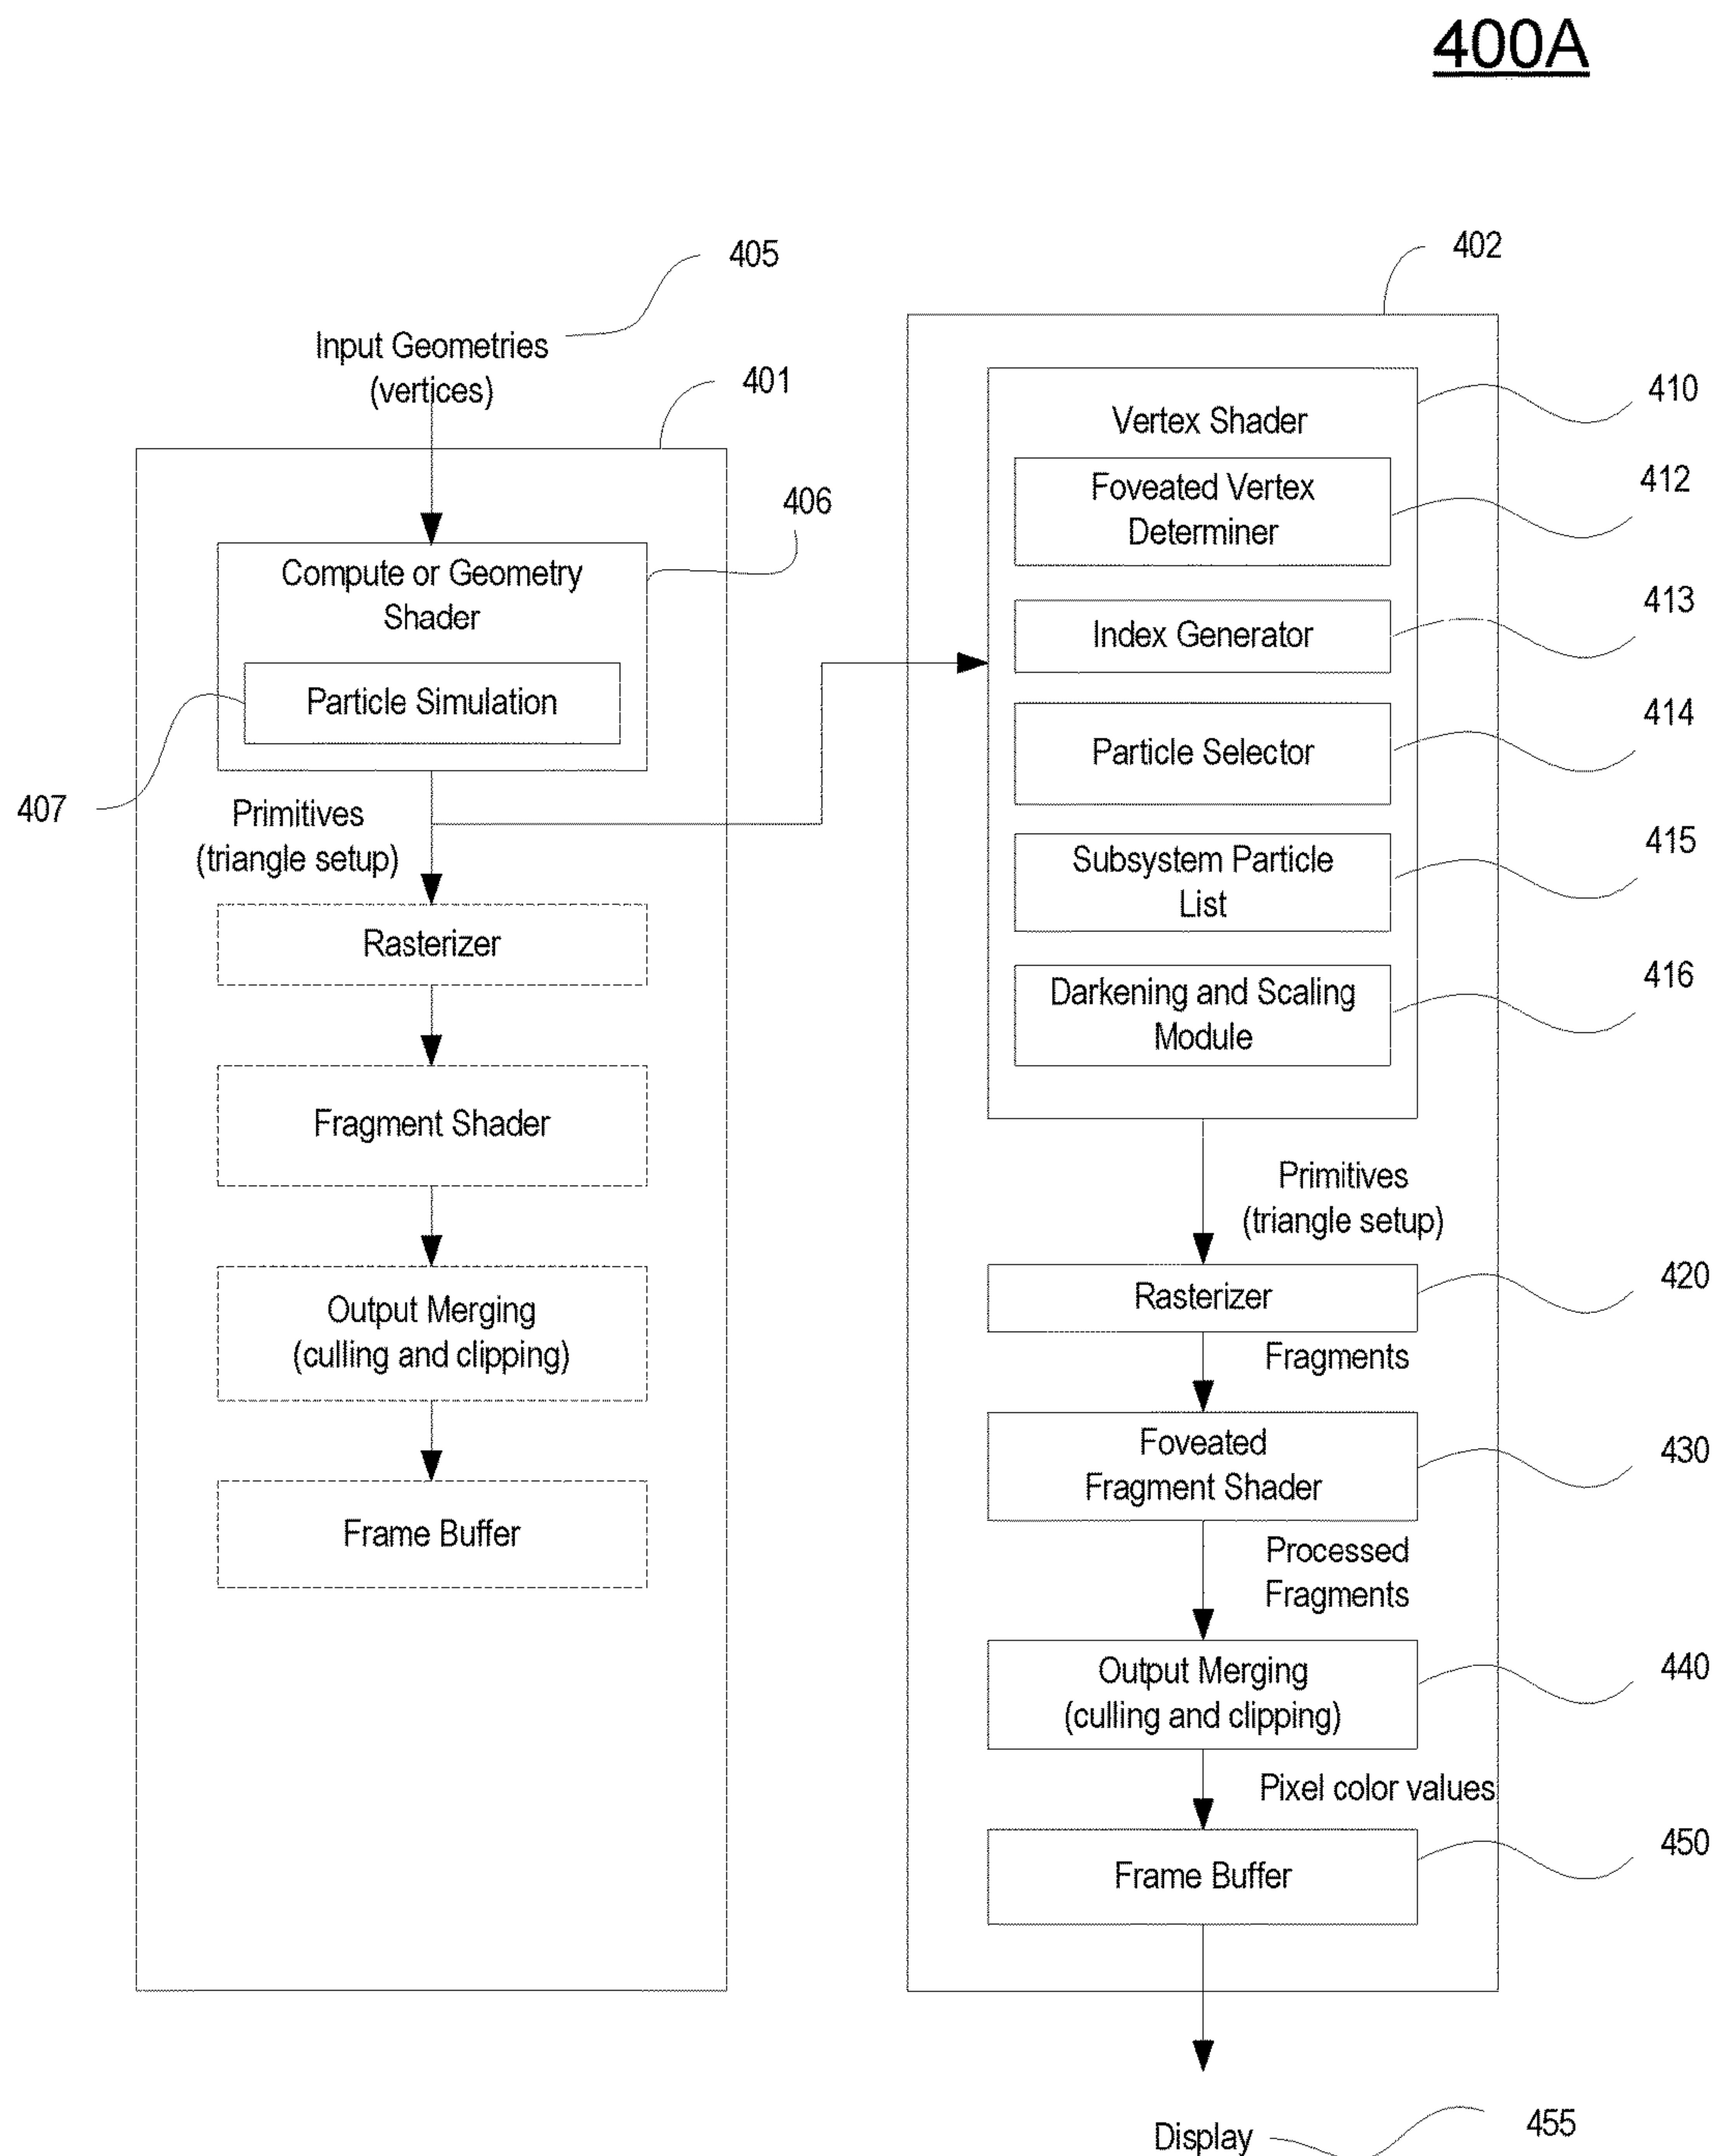 400A
405
Input Geometries
(vertices)
401
406
Compute or Geometry
Shader
Particle Simulation
407
Primitives
(triangle setup)
Rasterizer
Fragment Shader
Output Merging
(culling and clipping)
Frame Buffer
402
410
Vertex Shader
412
Foveated Vertex
Determiner
413
Index Generator
414
Particle Selector
415
Subsystem Particle
List
416
Darkening and Scaling
Module
Primitives
(triangle setup)
420
Rasterizer
Fragments
430
Foveated
Fragment Shader
Processed
Fragments
440
Output Merging
(culling and clipping)
Pixel color values
450
Frame Buffer
Display
455